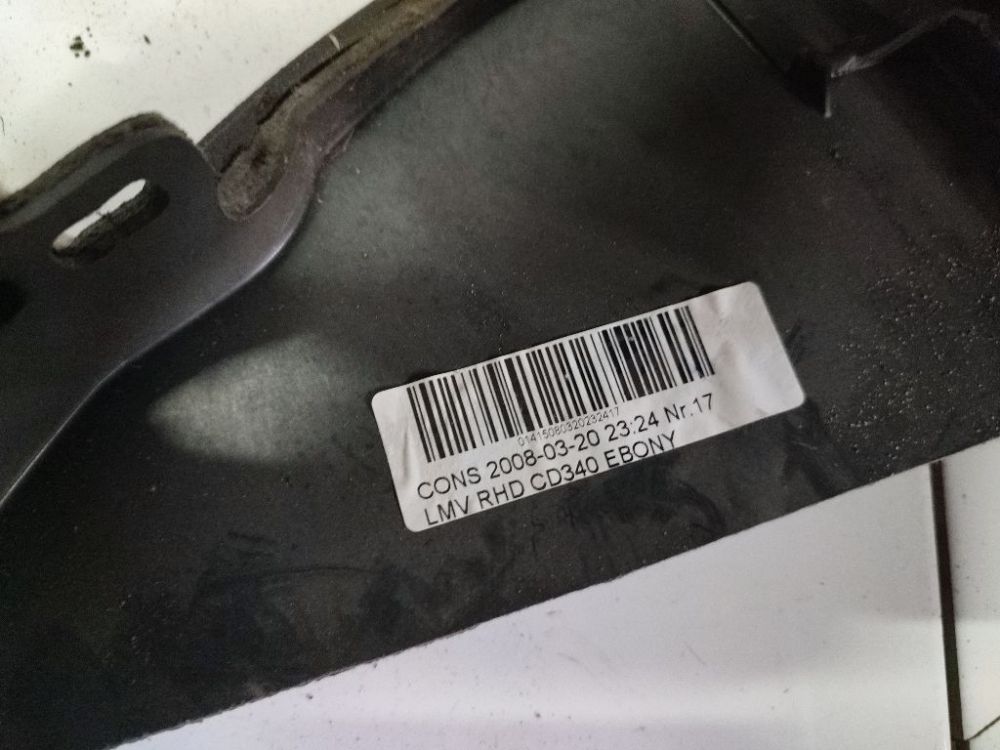 01415080320232417
CONS 2008-03-20 23:24 Nr.17
LMV RHD CD340 EBONY